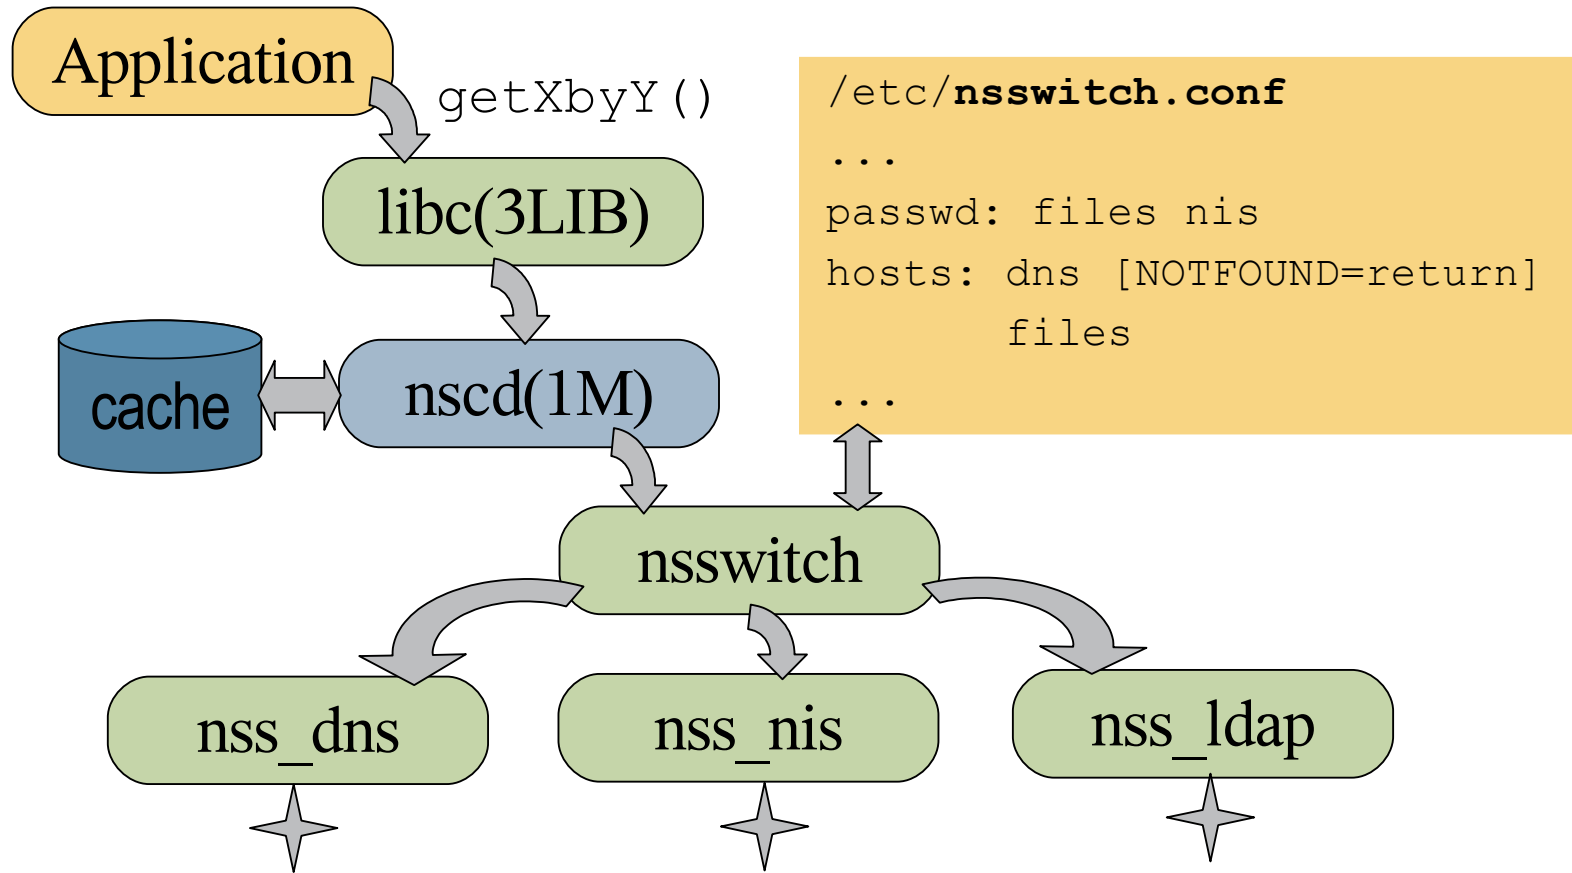 Application
getXbyY()
libc(3LIB)
cache
nscd(1M)
/etc/nsswitch.conf
...
passwd: files nis
hosts: dns [NOTFOUND=return]
files
...
nsswitch
nss_dns
nss_nis
nss_ldap